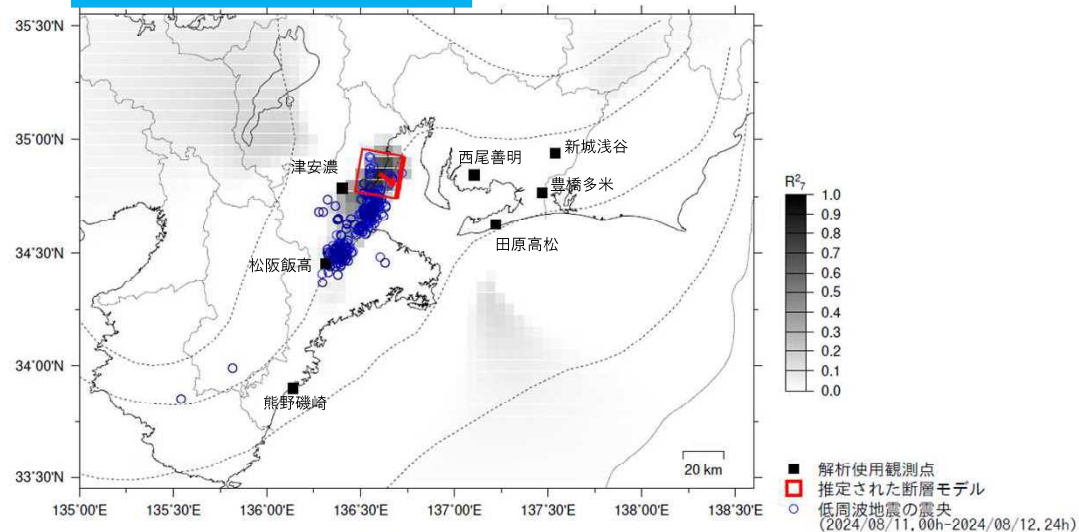 35°30'N
35°00'N
34°30'N
34°00'N
33°30'N
135°00'E
135°30'E
136°00'E
136°30'E
137°00'E
137°30'E
138°00'E
138°30'E
津安濃
西尾善明
新城浅谷
豊橋多米
田原高松
松阪飯高
熊野磯崎
20 km
R²₇
1.0
0.9
0.8
0.7
0.6
0.5
0.4
0.3
0.2
0.1
0.0
解析使用観測点
推定された断層モデル
低周波地震の震央
(2024/08/11.00h-2024/08/12.24h)